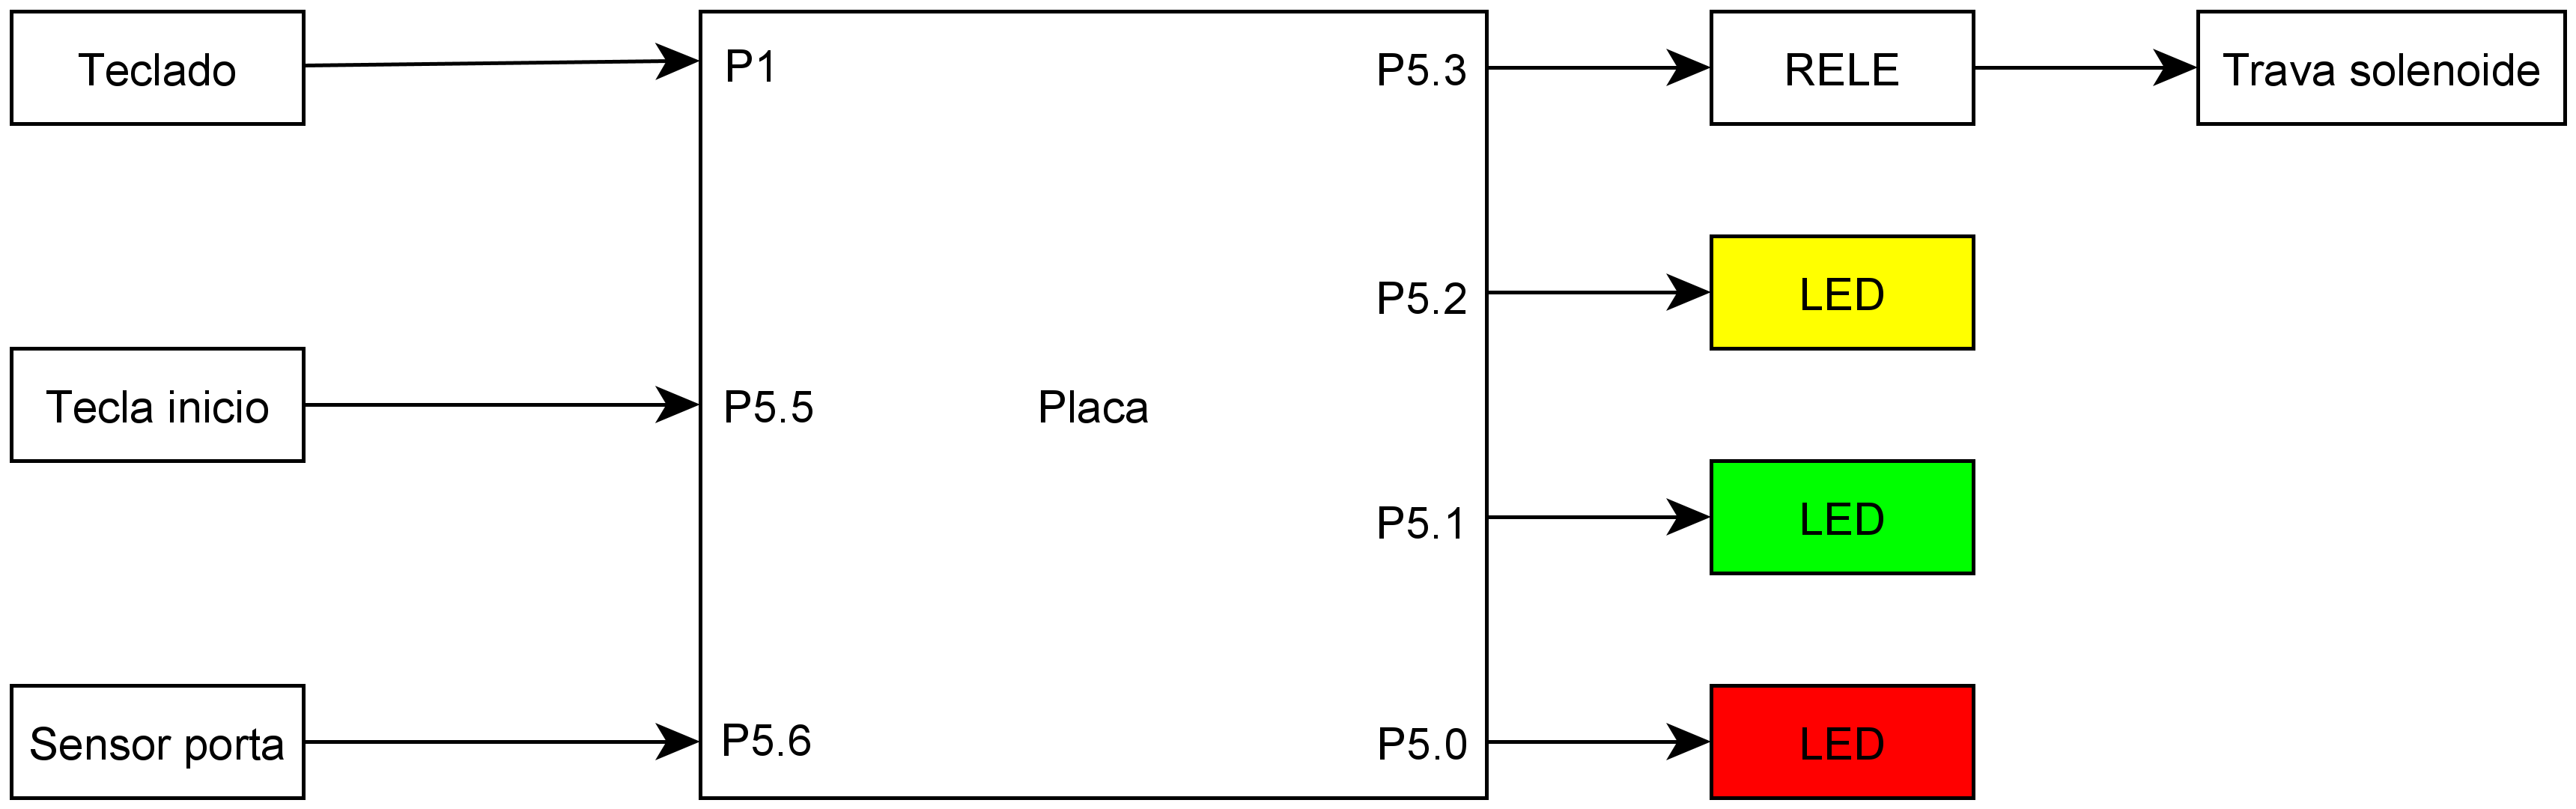 Teclado
P1
P5.3
RELE
Trava solenoide
P5.2
LED
Tecla inicio
P5.5
Placa
P5.1
LED
Sensor porta
P5.6
P5.0
LED